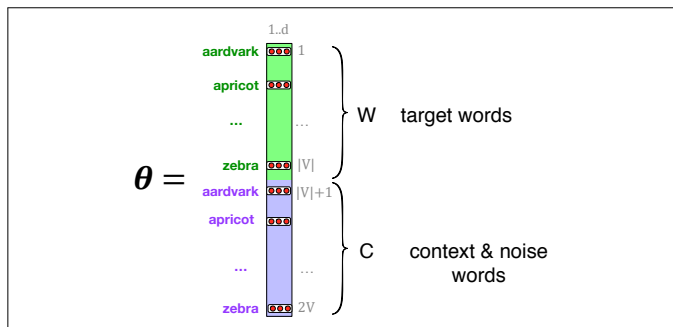 1..d
aardvark 1
apricot
... ...
zebra |V|
W target words
θ =
aardvark |V|+1
apricot
... ...
zebra 2V
C context & noise
words